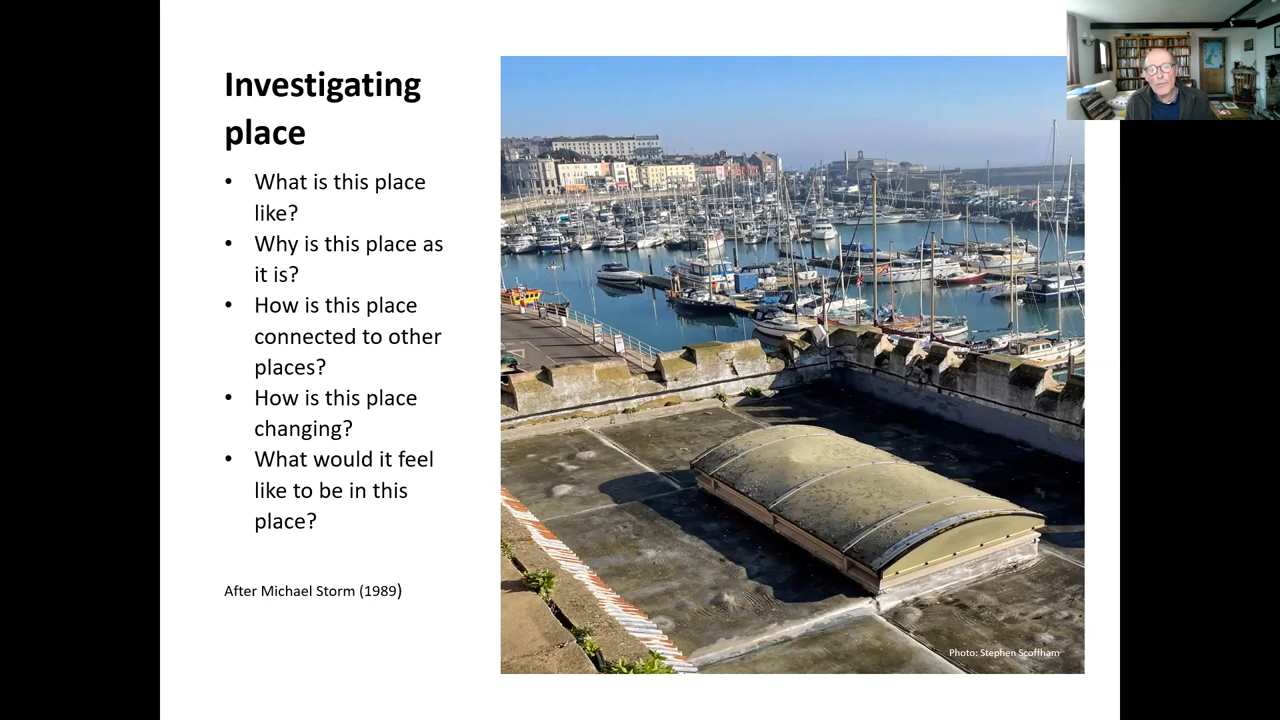 Investigating
place
• What is this place
like?
• Why is this place as
it is?
• How is this place
connected to other
places?
• How is this place
changing?
• What would it feel
like to be in this
place?
After Michael Storm (1989)
Photo: Stephen Scoffham